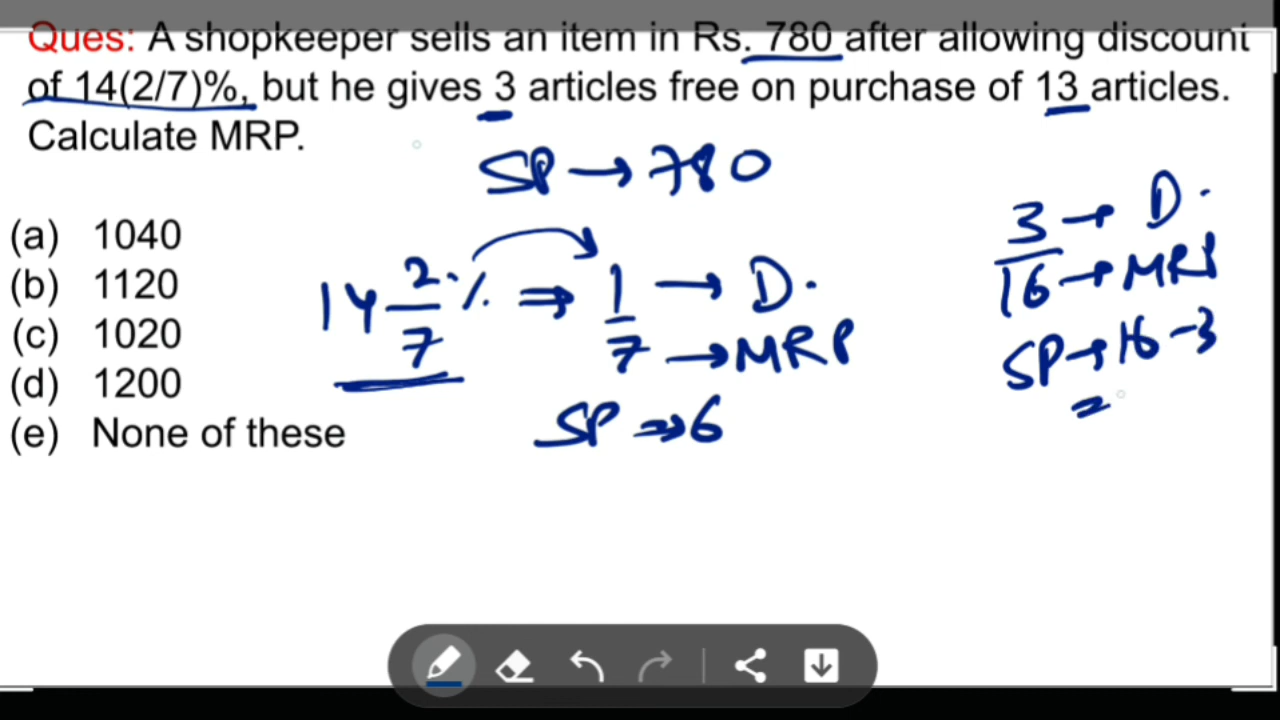 Ques: A shopkeeper sells an item in Rs. 780 after allowing discount
of 14(2/7)%, but he gives 3 articles free on purchase of 13 articles.
Calculate MRP.
SP → 780
(a) 1040
(b) 1120
(c) 1020
(d) 1200
(e) None of these
14 2/7 % ⇒ 1/7
1 → D.
7 → MRP
SP → 6
3 → D.
16 → MRP
SP → 16 - 3
=